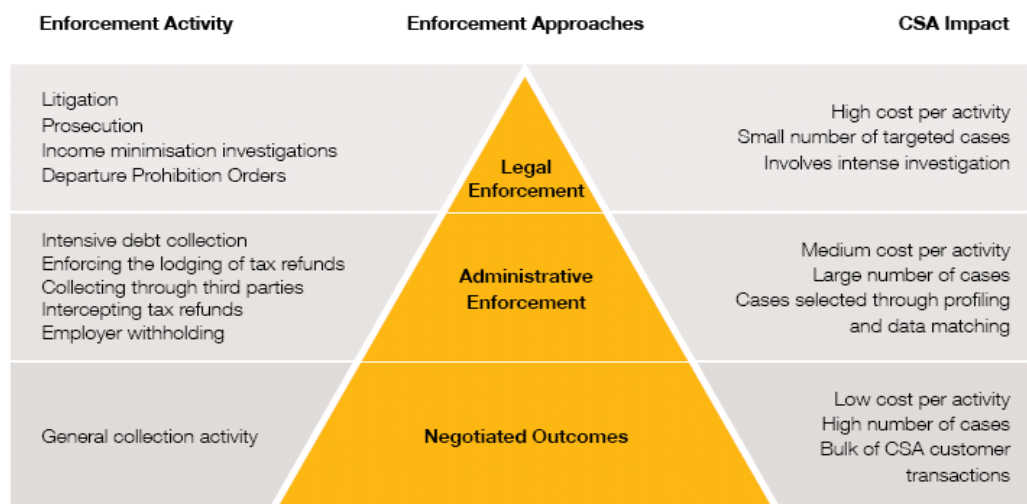 Enforcement Activity
Enforcement Approaches
CSA Impact
Litigation
Prosecution
Income minimisation investigations
Departure Prohibition Orders
Legal
Enforcement
High cost per activity
Small number of targeted cases
Involves intense investigation
Intensive debt collection
Enforcing the lodging of tax refunds
Collecting through third parties
Intercepting tax refunds
Employer withholding
Administrative
Enforcement
Medium cost per activity
Large number of cases
Cases selected through profiling
and data matching
General collection activity
Negotiated Outcomes
Low cost per activity
High number of cases
Bulk of CSA customer
transactions